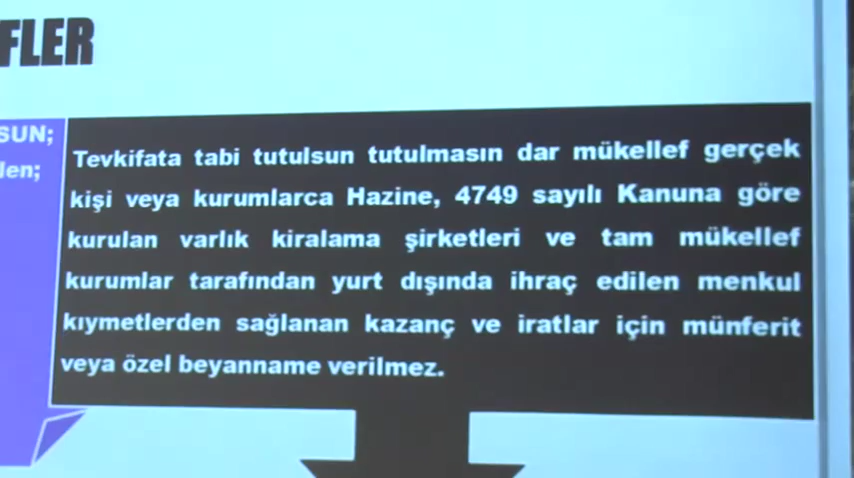 FLER
SUN;
len;
Tevkifata tabi tutulsun tutulmasın dar mükellef gerçek
kişi veya kurumlarca Hazine, 4749 sayılı Kanuna göre
kurulan varlık kiralama şirketleri ve tam mükellef
kurumlar tarafından yurt dışında ihraç edilen menkul
kıymetlerden sağlanan kazanç ve iratlar için münferit
veya özel beyanname verilmez.